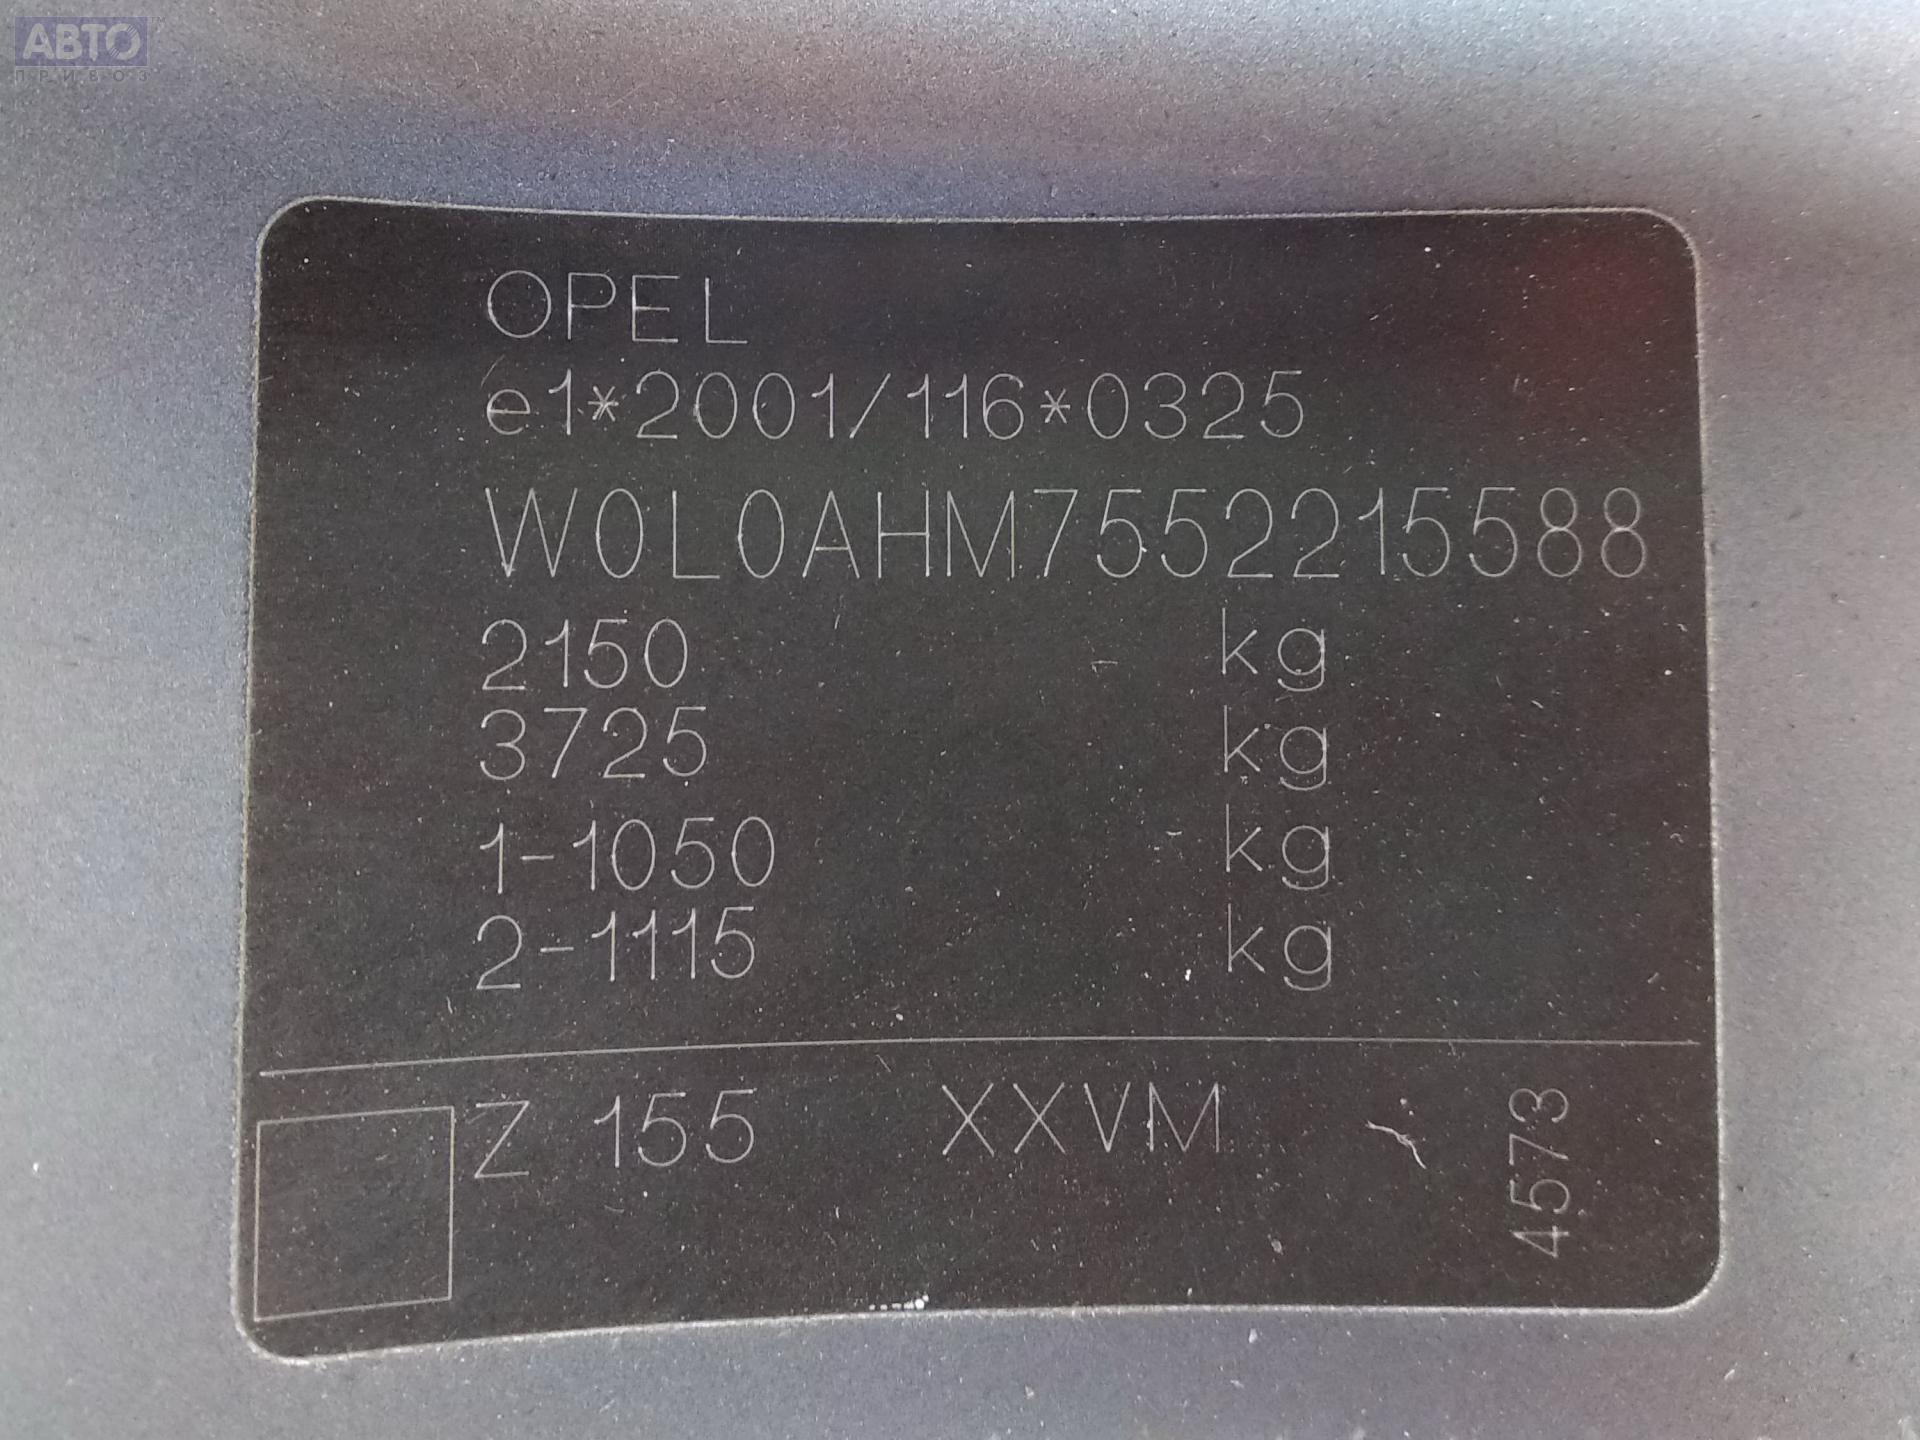 АВТО
ПРИВОЗ
OPEL
e1*2001/116*0325
W0L0AHM7552215588
2150 kg
3725 kg
1-1050 kg
2-1115 kg
Z 155 XXVM
4573